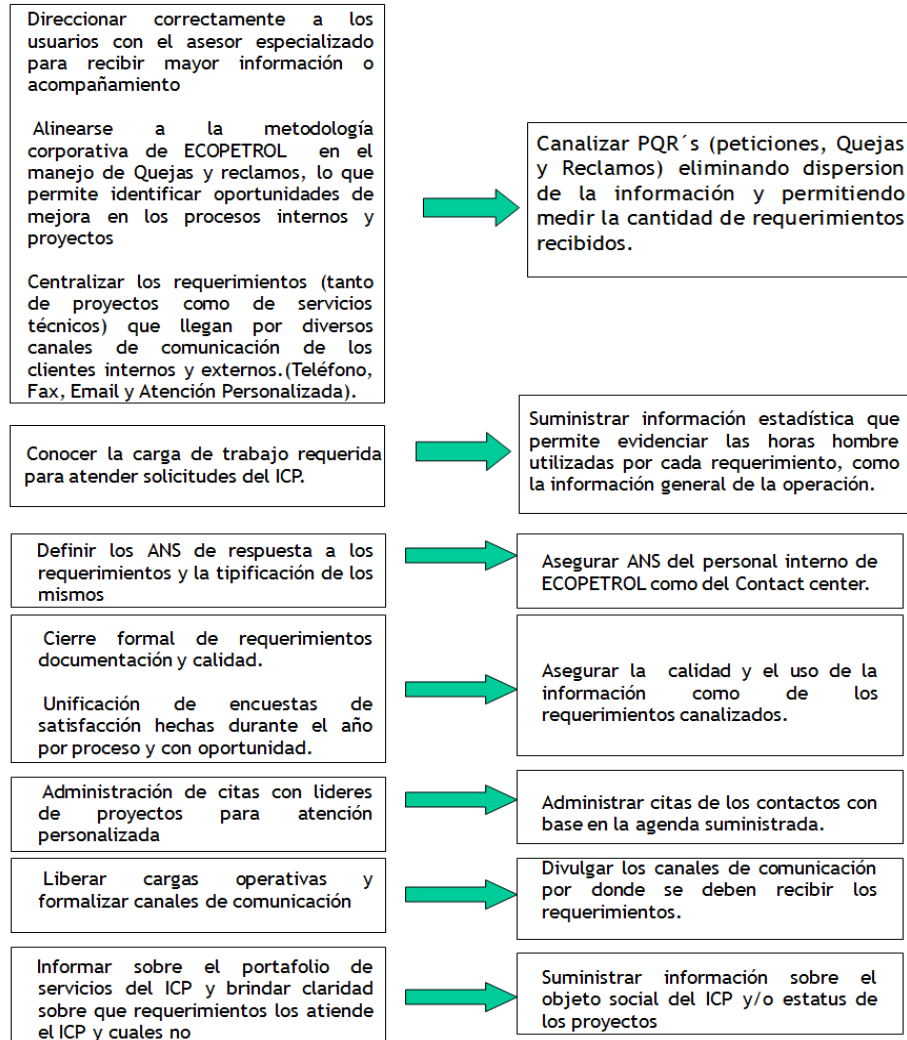 Direccionar correctamente a los
usuarios con el asesor especializado
para recibir mayor información o
acompañamiento
Alinearse a la metodología
corporativa de ECOPETROL en el
manejo de Quejas y reclamos, lo que
permite identificar oportunidades de
mejora en los procesos internos y
proyectos
Centralizar los requerimientos (tanto
de proyectos como de servicios
técnicos) que llegan por diversos
canales de comunicación de los
clientes internos y externos.(Teléfono,
Fax, Email y Atención Personalizada).
Canalizar PQR´s (peticiones, Quejas
y Reclamos) eliminando dispersion
de la información y permitiendo
medir la cantidad de requerimientos
recibidos.
Conocer la carga de trabajo requerida
para atender solicitudes del ICP.
Suministrar información estadística que
permite evidenciar las horas hombre
utilizadas por cada requerimiento, como
la información general de la operación.
Definir los ANS de respuesta a los
requerimientos y la tipificación de los
mismos
Asegurar ANS del personal interno de
ECOPETROL como del Contact center.
Cierre formal de requerimientos
documentación y calidad.
Unificación de encuestas de
satisfacción hechas durante el año
por proceso y con oportunidad.
Asegurar la calidad y el uso de la
información como de los
requerimientos canalizados.
Administración de citas con lideres
de proyectos para atención
personalizada
Administrar citas de los contactos con
base en la agenda suministrada.
Liberar cargas operativas y
formalizar canales de comunicación
Divulgar los canales de comunicación
por donde se deben recibir los
requerimientos.
Informar sobre el portafolio de
servicios del ICP y brindar claridad
sobre que requerimientos los atiende
el ICP y cuales no
Suministrar información sobre el
objeto social del ICP y/o estatus de
los proyectos